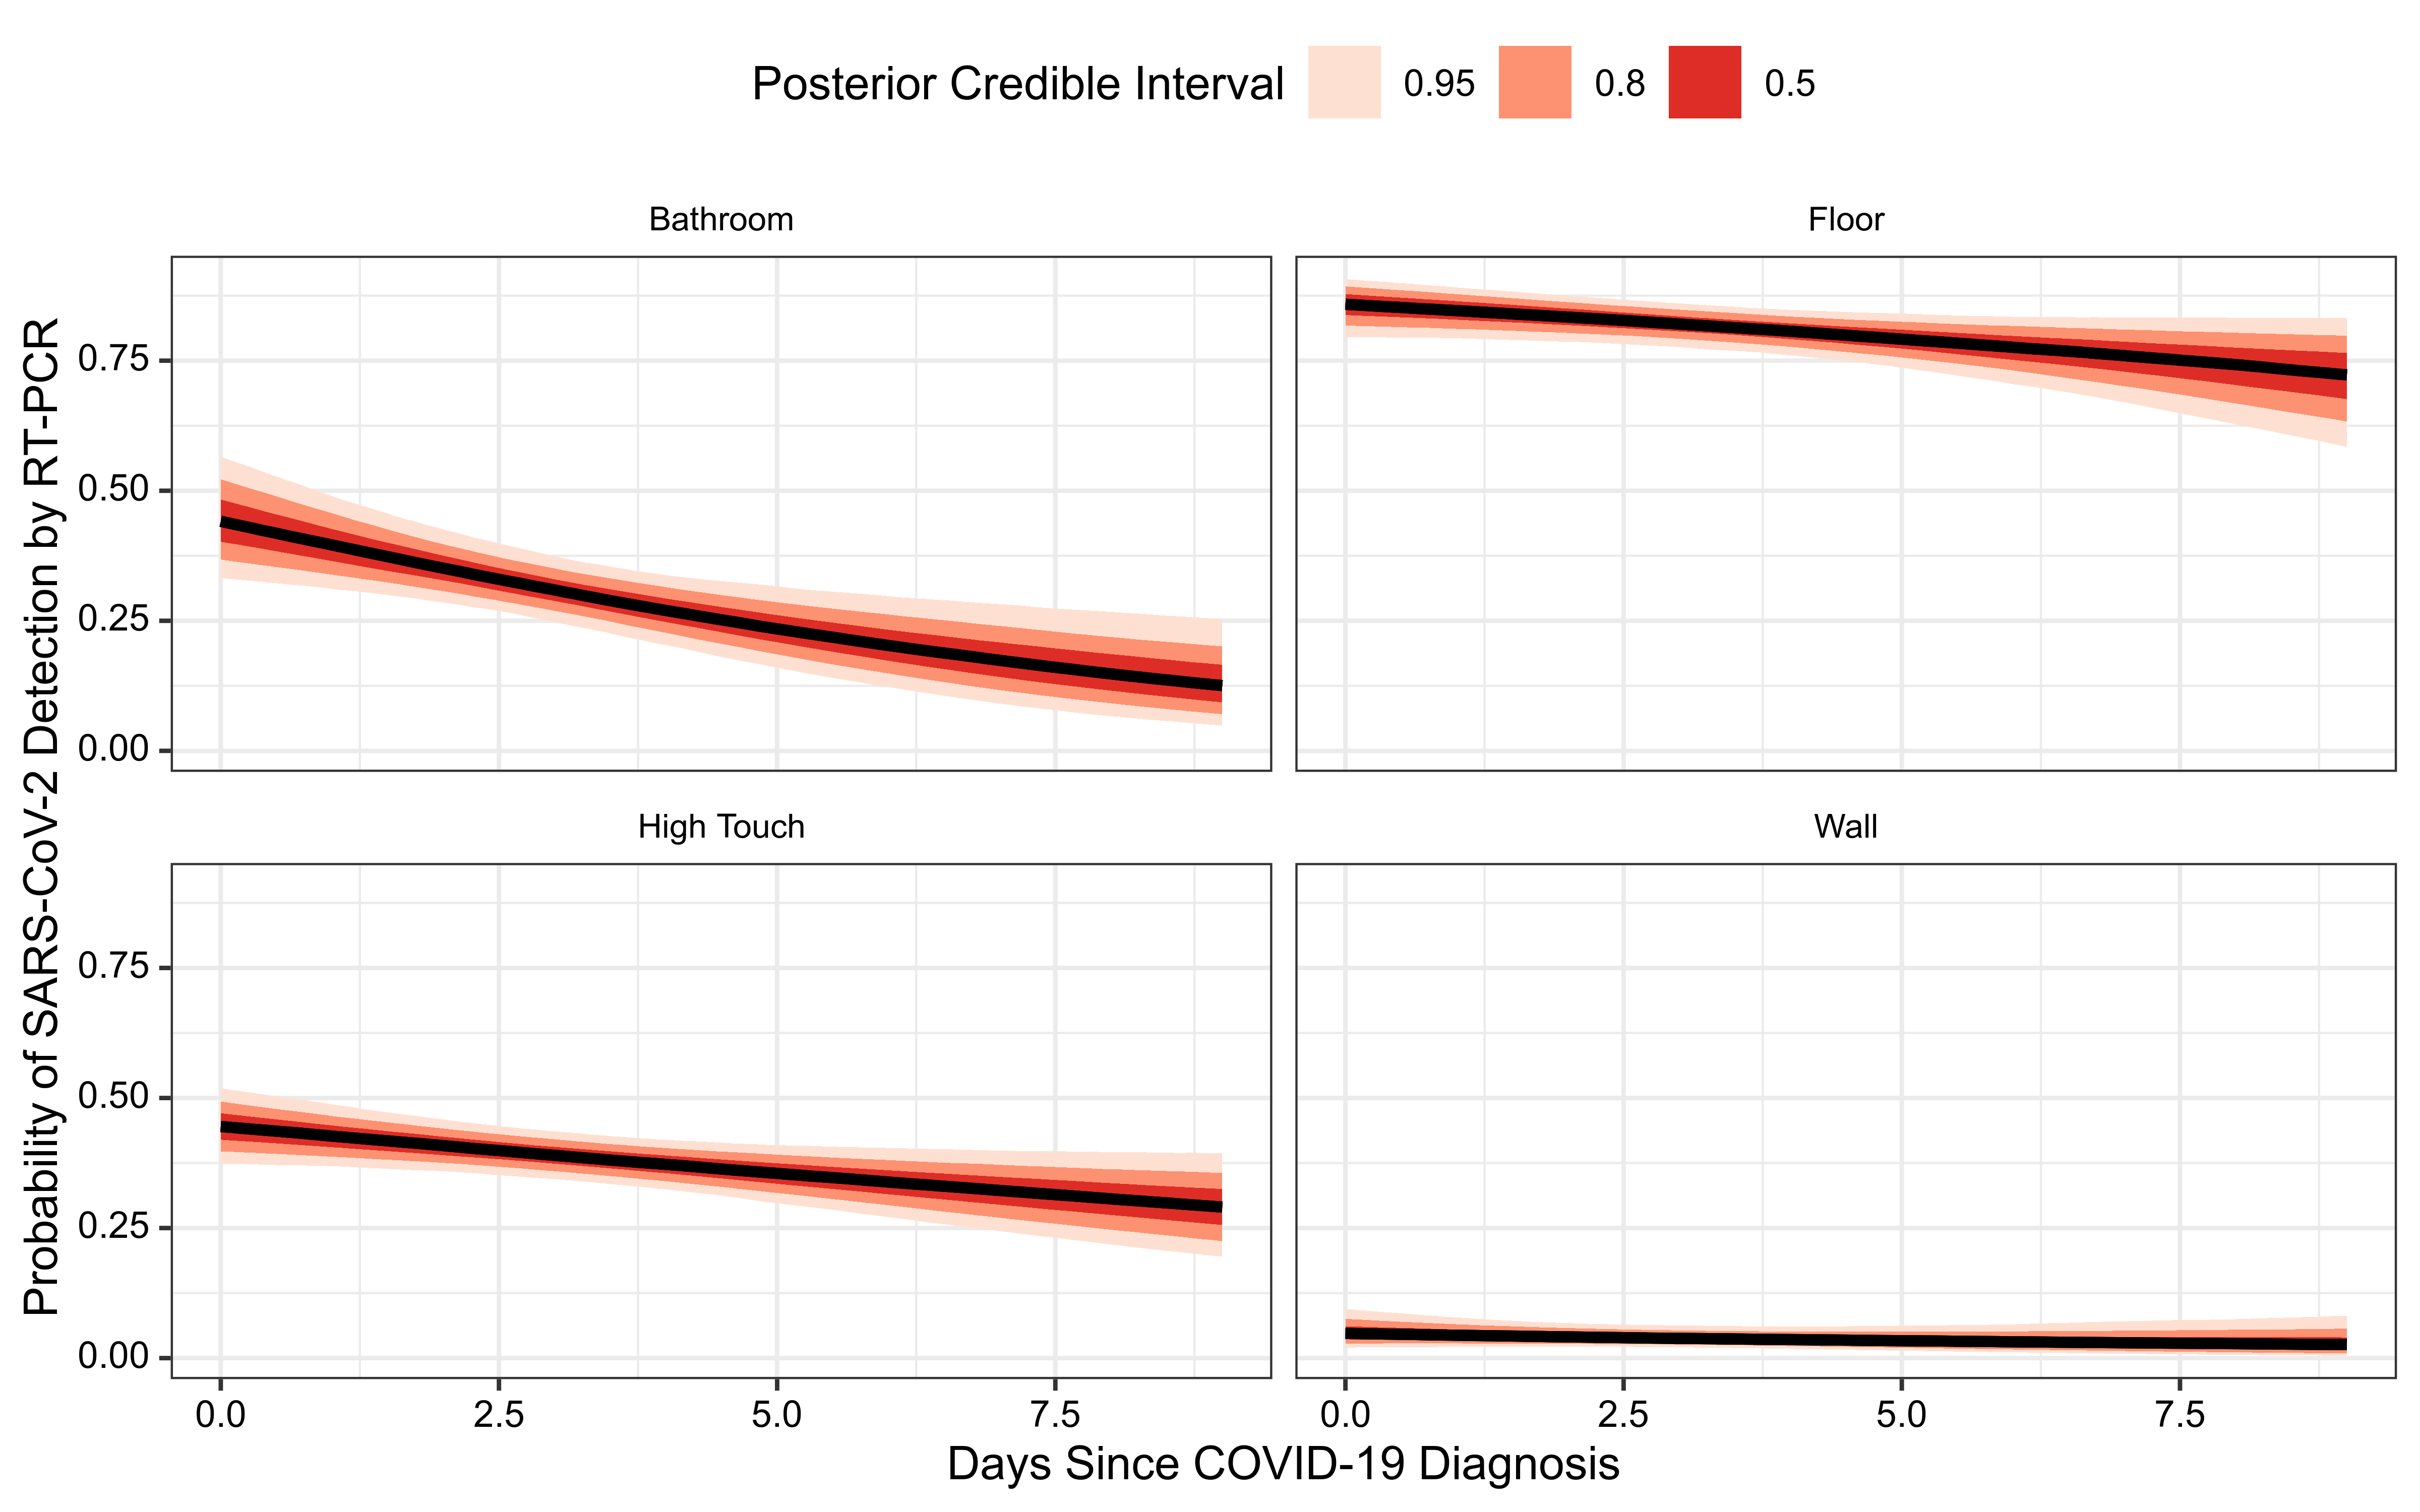 Posterior Credible Interval 0.95 0.8 0.5
Bathroom
Floor
Probability of SARS-CoV-2 Detection by RT-PCR
0.75
0.50
0.25
0.00
High Touch
Wall
0.75
0.50
0.25
0.00
0.0 2.5 5.0 7.5
0.0 2.5 5.0 7.5
Days Since COVID-19 Diagnosis